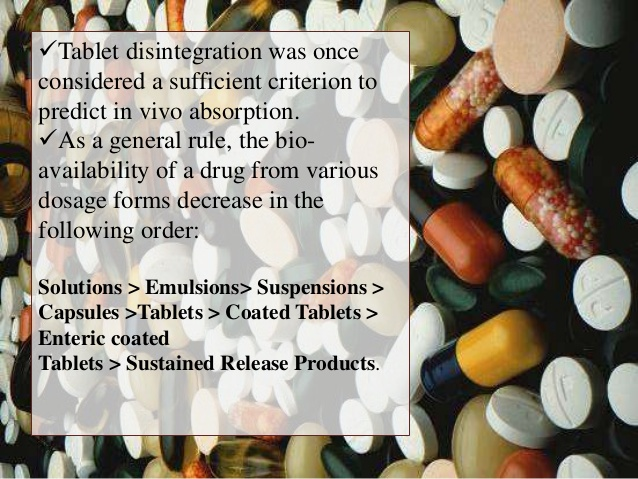 ✓Tablet disintegration was once
considered a sufficient criterion to
predict in vivo absorption.
✓As a general rule, the bio-
availability of a drug from various
dosage forms decrease in the
following order:
Solutions > Emulsions> Suspensions >
Capsules >Tablets > Coated Tablets >
Enteric coated
Tablets > Sustained Release Products.